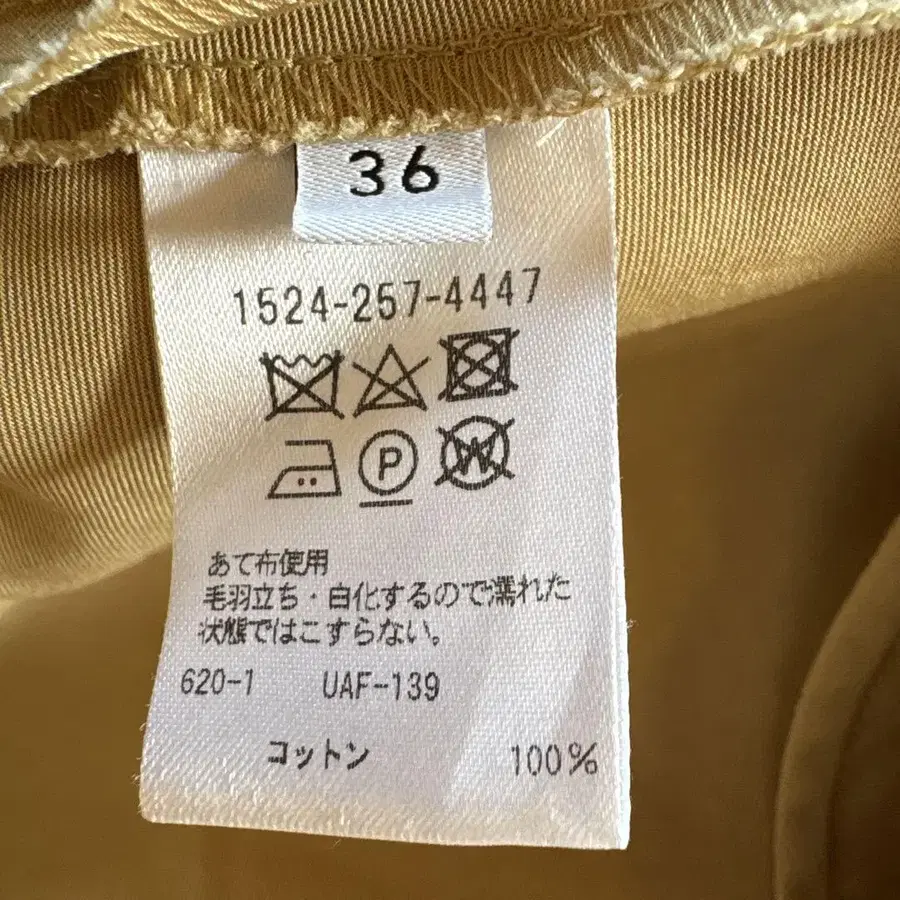 36
1524-257-4447
P W
あて布使用
毛羽立ち・白化するので濡れた
状態ではこすらない。
620-1 UAF-139
コットン 100%